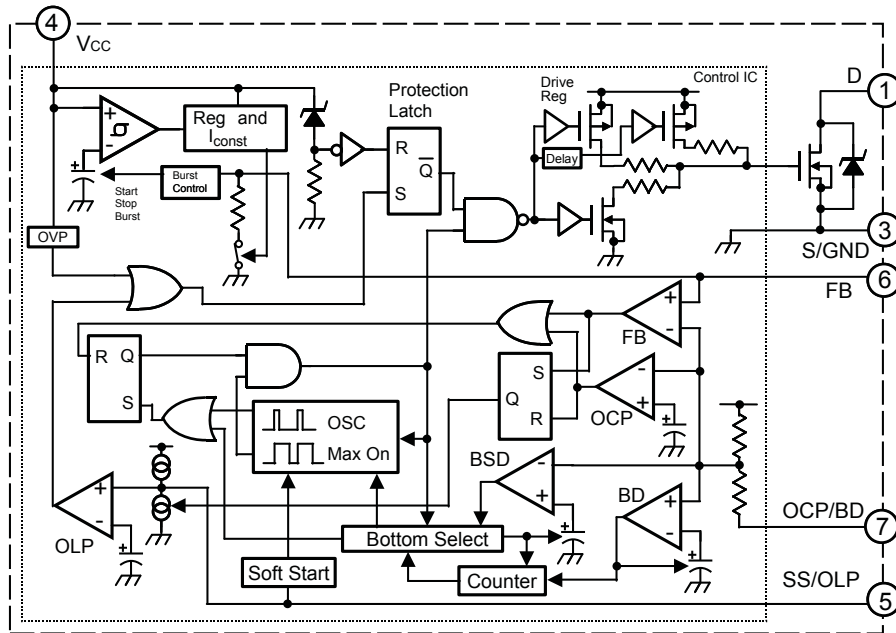 4
VCC
Control IC
D
1
Protection
Latch
Drive
Reg
+
-
Reg and
Iconst
R
Q
S
Delay
Burst
Control
+
Start
Stop
Burst
OVP
3
S/GND
6
FB
+
-
FB
R Q
S
S
Q
R
-
+
OCP
+
OSC
Max On
BSD
-
+
+
BD
+
-
+
OCP/BD
7
+
-
OLP
+
Bottom Select
Soft Start
Counter
SS/OLP
5